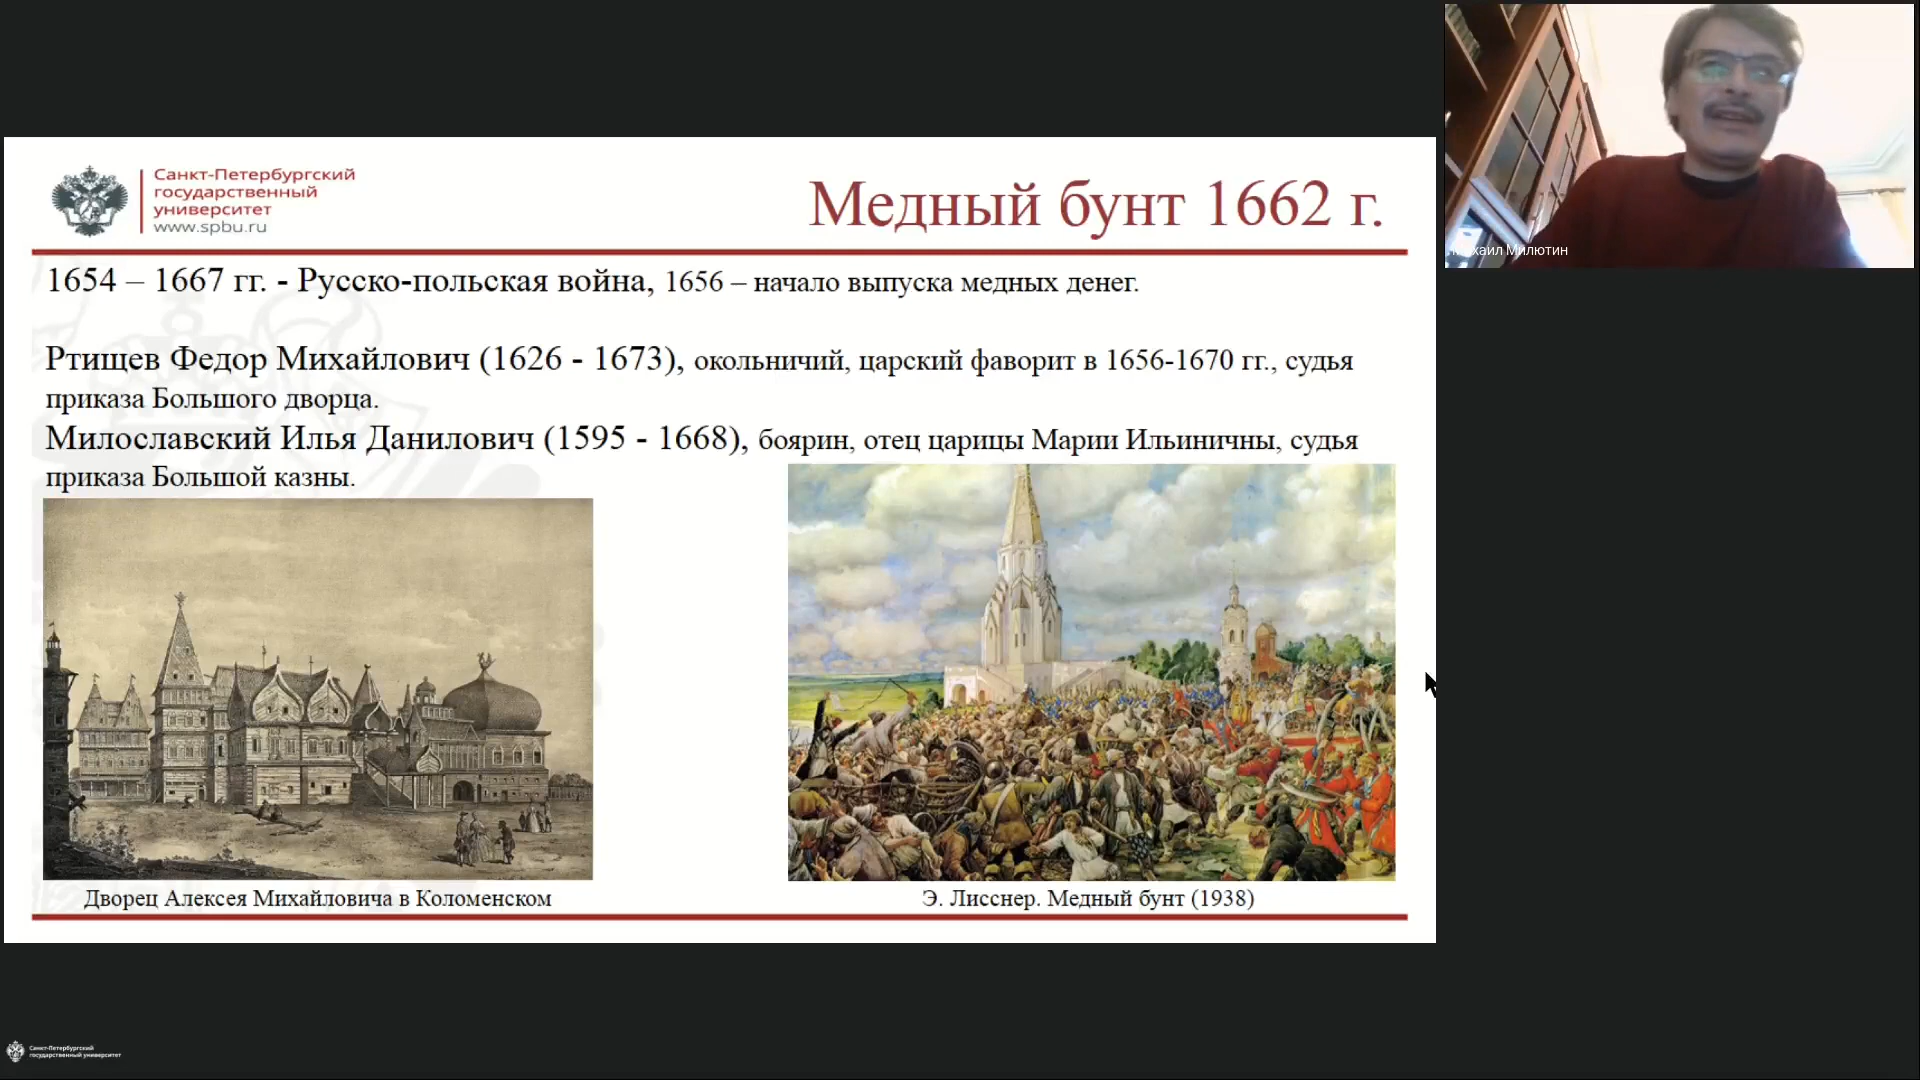 Санкт-Петербургский
государственный
университет
www.spbu.ru
Медный бунт 1662 г.
1654 – 1667 гг. - Русско-польская война, 1656 – начало выпуска медных денег.
Ртищев Федор Михайлович (1626 - 1673), окольничий, царский фаворит в 1656-1670 гг., судья
приказа Большого дворца.
Милославский Илья Данилович (1595 - 1668), боярин, отец царицы Марии Ильиничны, судья
приказа Большой казны.
Дворец Алексея Михайловича в Коломенском
Э. Лисснер. Медный бунт (1938)
Милютин
Санкт-Петербургский
государственный университет